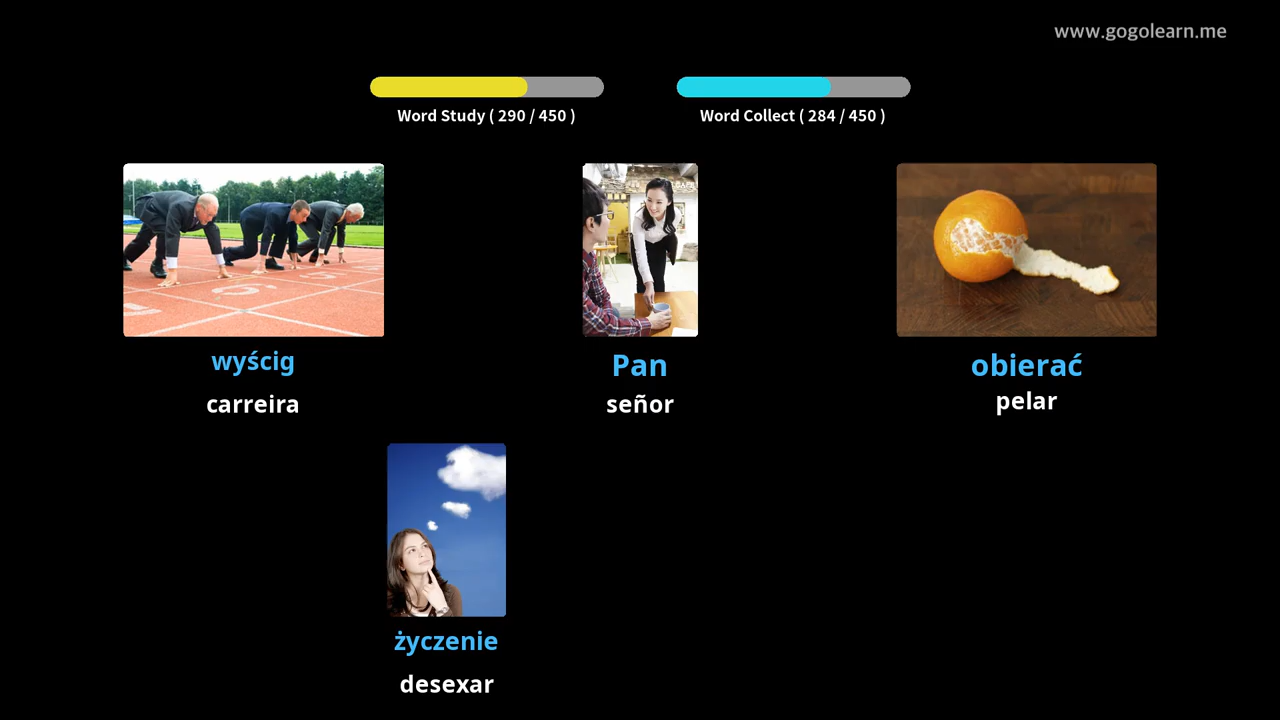 www.gogolearn.me
Word Study ( 290 / 450 )
Word Collect ( 284 / 450 )
wyścig
Pan
obierać
carreira
señor
pelar
życzenie
desexar